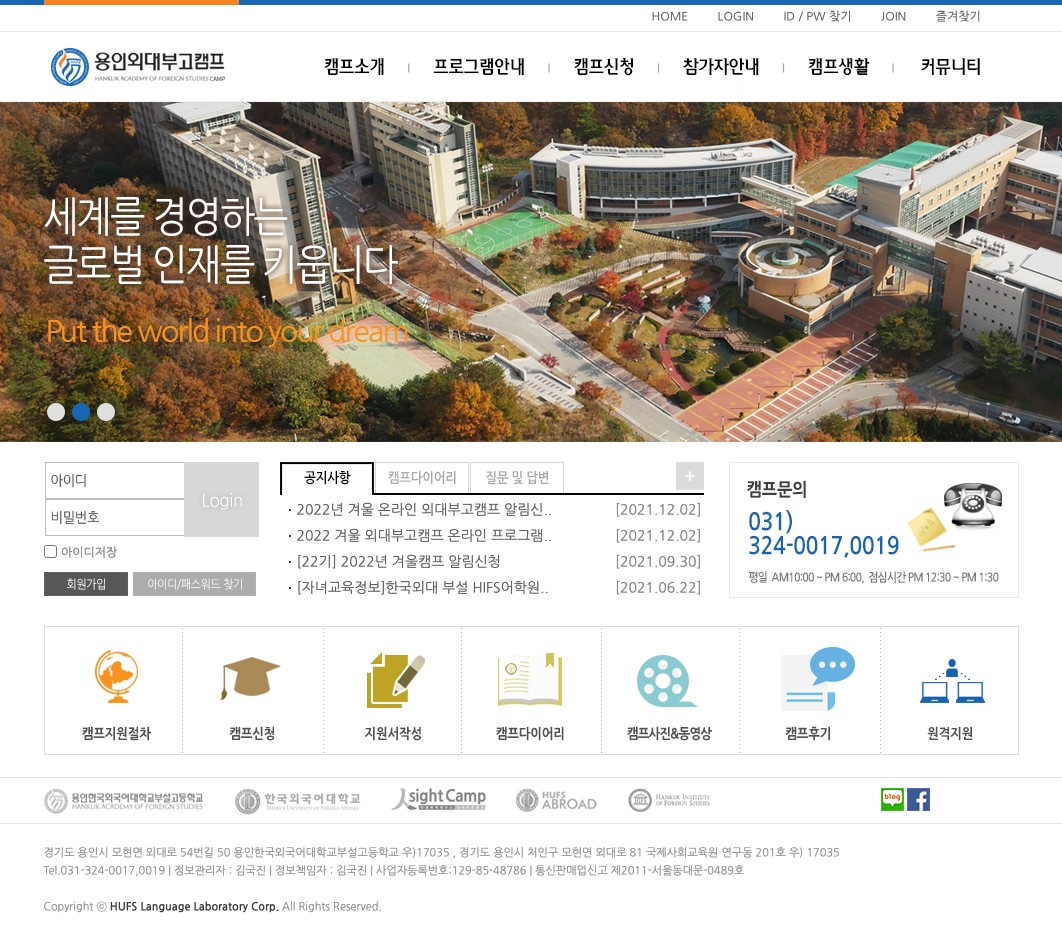 HOME LOGIN ID / PW 찾기 JOIN 즐겨찾기
용인외대부고캠프
HANKUK ACADEMY OF FOREIGN STUDIES CAMP
캠프소개 | 프로그램안내 | 캠프신청 | 참가자안내 | 캠프생활 | 커뮤니티
세계를 경영하는
글로벌 인재를 키웁니다
Put the world into your dream
아이디
비밀번호
Login
아이디저장
회원가입 아이디/패스워드 찾기
공지사항 캠프다이어리 질문 및 답변 +
· 2022년 겨울 온라인 외대부고캠프 알림신.. [2021.12.02]
· 2022 겨울 외대부고캠프 온라인 프로그램.. [2021.12.02]
· [22기] 2022년 겨울캠프 알림신청 [2021.09.30]
· [자녀교육정보]한국외대 부설 HIFS어학원.. [2021.06.22]
캠프문의
031)
324-0017,0019
평일 AM10:00 ~ PM 6:00, 점심시간 PM 12:30 ~ PM 1:30
캠프지원절차 캠프신청 지원서작성 캠프다이어리 캠프사진&동영상 캠프후기 원격지원
용인한국외국어대학교부설고등학교
HANKUK ACADEMY OF FOREIGN STUDIES
한국외국어대학교
HANKUK UNIVERSITY OF FOREIGN STUDIES
sight Camp
HUFS
ABROAD
HANKUK INSTITUTE
OF FOREIGN STUDIES
blog
경기도 용인시 모현면 외대로 54번길 50 용인한국외국어대학교부설고등학교 우)17035 , 경기도 용인시 처인구 모현면 외대로 81 국제사회교육원 연구동 201호 우) 17035
Tel.031-324-0017,0019 | 정보관리자 : 김국진 | 정보책임자 : 김국진 | 사업자등록번호:129-85-48786 | 통신판매업신고 제2011-서울동대문-0489호
Copyright ⓒ HUFS Language Laboratory Corp. All Rights Reserved.